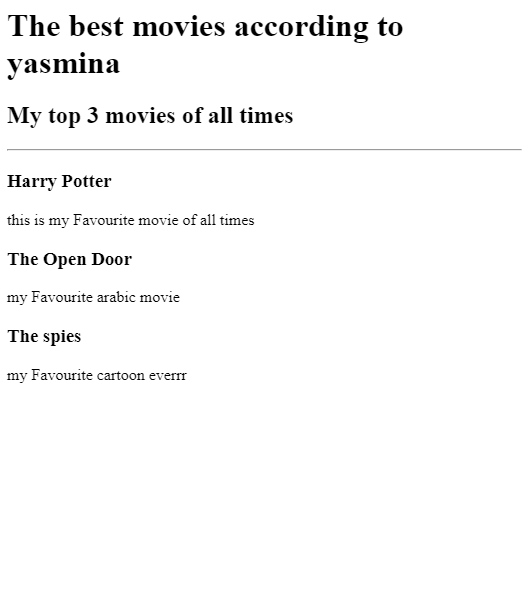 The best movies according to
yasmina
My top 3 movies of all times
Harry Potter
this is my Favourite movie of all times
The Open Door
my Favourite arabic movie
The spies
my Favourite cartoon everrr